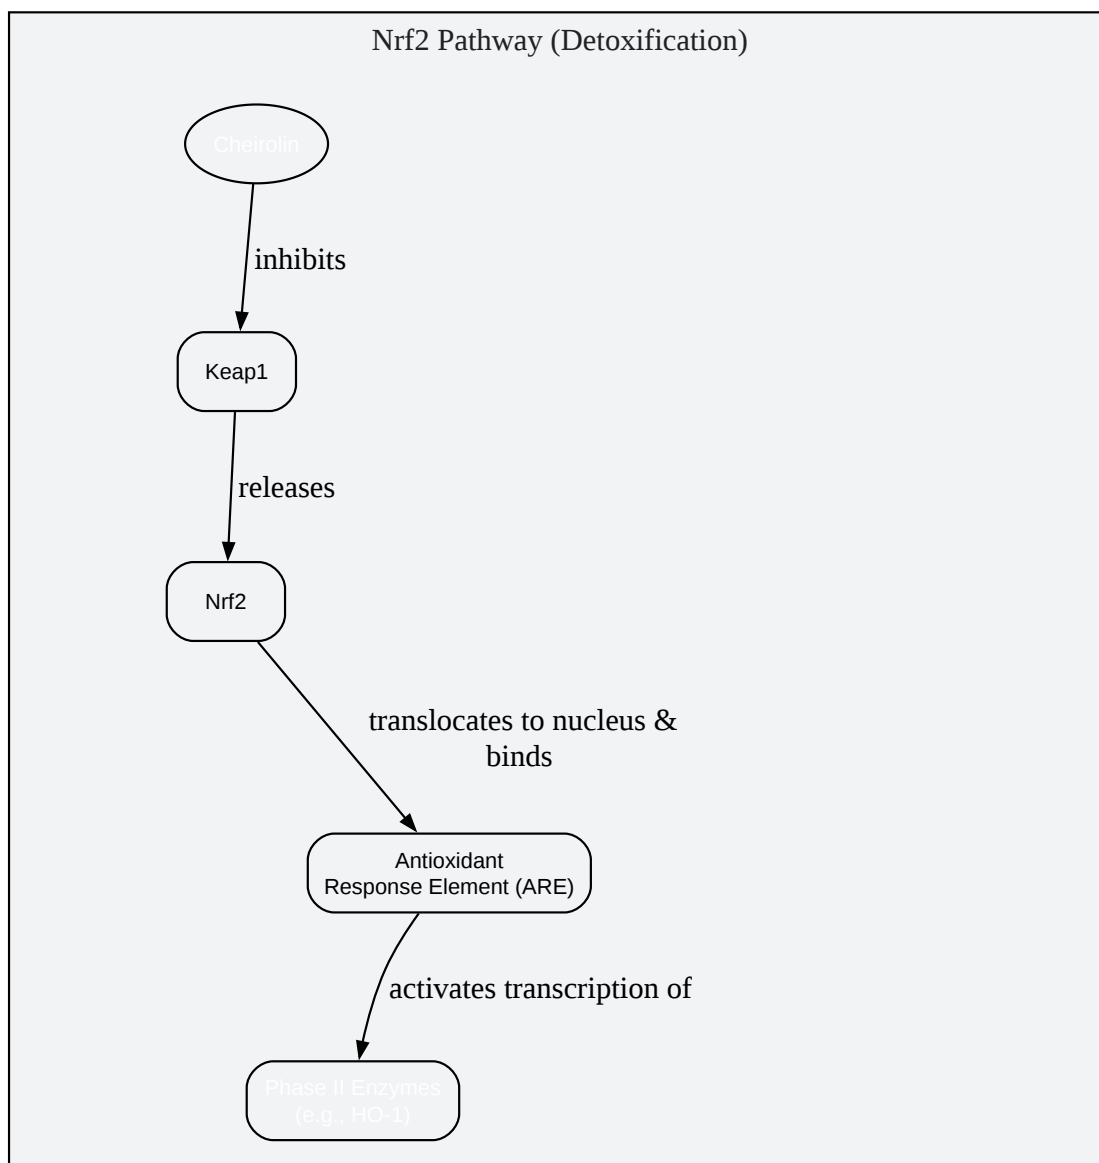 Nrf2 Pathway (Detoxification)
Cheirolin
inhibits
Keap1
releases
Nrf2
translocates to nucleus &
binds
Antioxidant
Response Element (ARE)
activates transcription of
Phase II Enzymes
(e.g., HO-1)